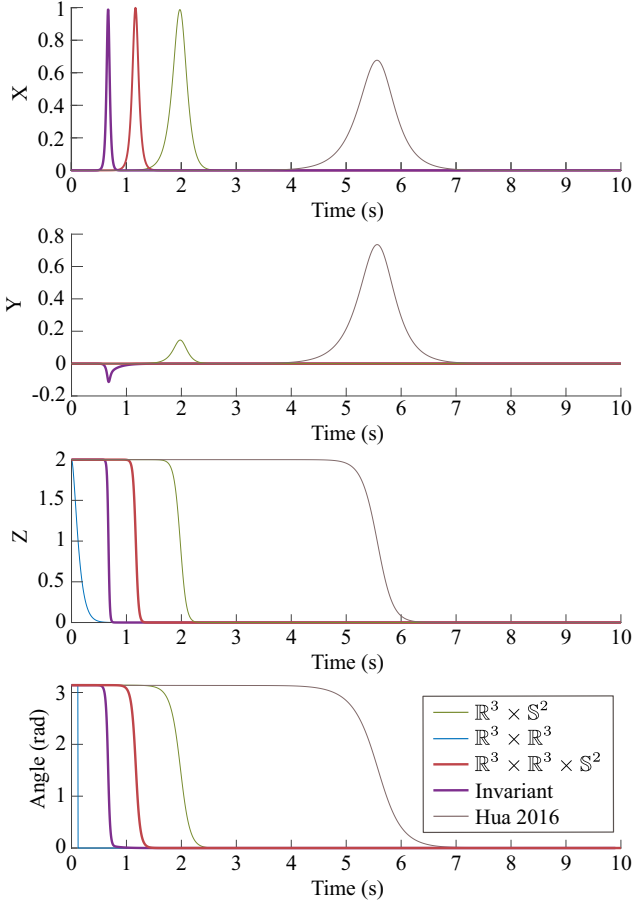 1
0.8
0.6
0.4
0.2
0
X
0 1 2 3 4 5 6 7 8 9 10
Time (s)
0.8
0.6
0.4
0.2
0
-0.2
Y
0 1 2 3 4 5 6 7 8 9 10
Time (s)
2
1.5
1
0.5
0
Z
0 1 2 3 4 5 6 7 8 9 10
Time (s)
3
2
1
0
Angle (rad)
ℝ³ × 𝕊²
ℝ³ × ℝ³
ℝ³ × ℝ³ × 𝕊²
Invariant
Hua 2016
0 1 2 3 4 5 6 7 8 9 10
Time (s)